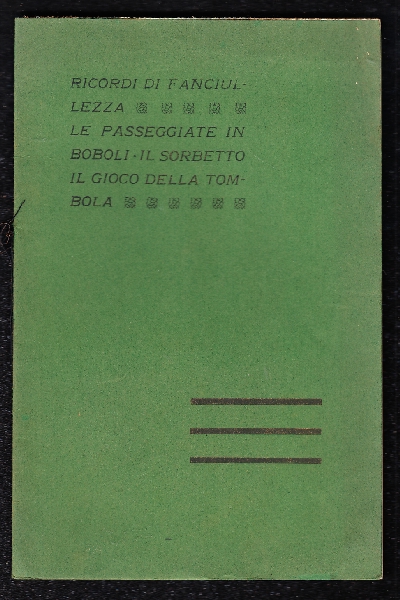 RICORDI DI FANCIUL-
LEZZA
LE PASSEGGIATE IN
BOBOLI - IL SORBETTO
IL GIOCO DELLA TOM-
BOLA